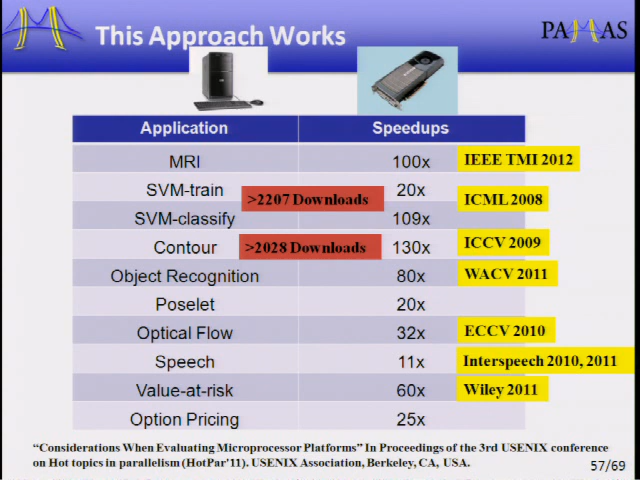 This Approach Works
PALLAS
Application Speedups
MRI 100x IEEE TMI 2012
SVM-train >2207 Downloads 20x ICML 2008
SVM-classify 109x
Contour >2028 Downloads 130x ICCV 2009
Object Recognition 80x WACV 2011
Poselet 20x
Optical Flow 32x ECCV 2010
Speech 11x Interspeech 2010, 2011
Value-at-risk 60x Wiley 2011
Option Pricing 25x
“Considerations When Evaluating Microprocessor Platforms” In Proceedings of the 3rd USENIX conference
on Hot topics in parallelism (HotPar'11). USENIX Association, Berkeley, CA, USA.
57/69